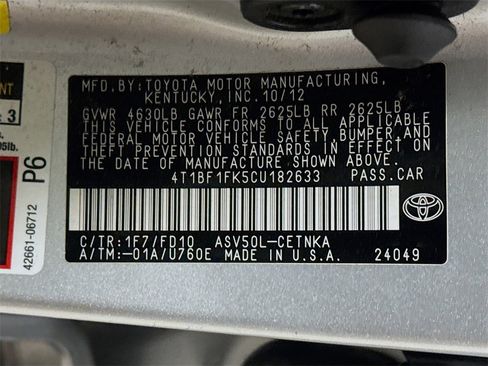 MFD. BY: TOYOTA MOTOR MANUFACTURING,
KENTUCKY, INC. 10/12
GVWR 4630LB GAWR FR 2625LB RR 2625LB
THIS VEHICLE CONFORMS TO ALL APPLICABLE
FEDERAL MOTOR VEHICLE SAFETY, BUMPER,
AND THEFT PREVENTION STANDARDS IN EFFECT
ON THE DATE OF MANUFACTURE SHOWN ABOVE.
4T1BF1FK5CU182633 PASS.CAR
C/TR:1F7/FD10 ASV50L-CETNKA
A/TM:-01A/U760E MADE IN U.S.A. 24049
TOYOTA
3
P6
42661-06712